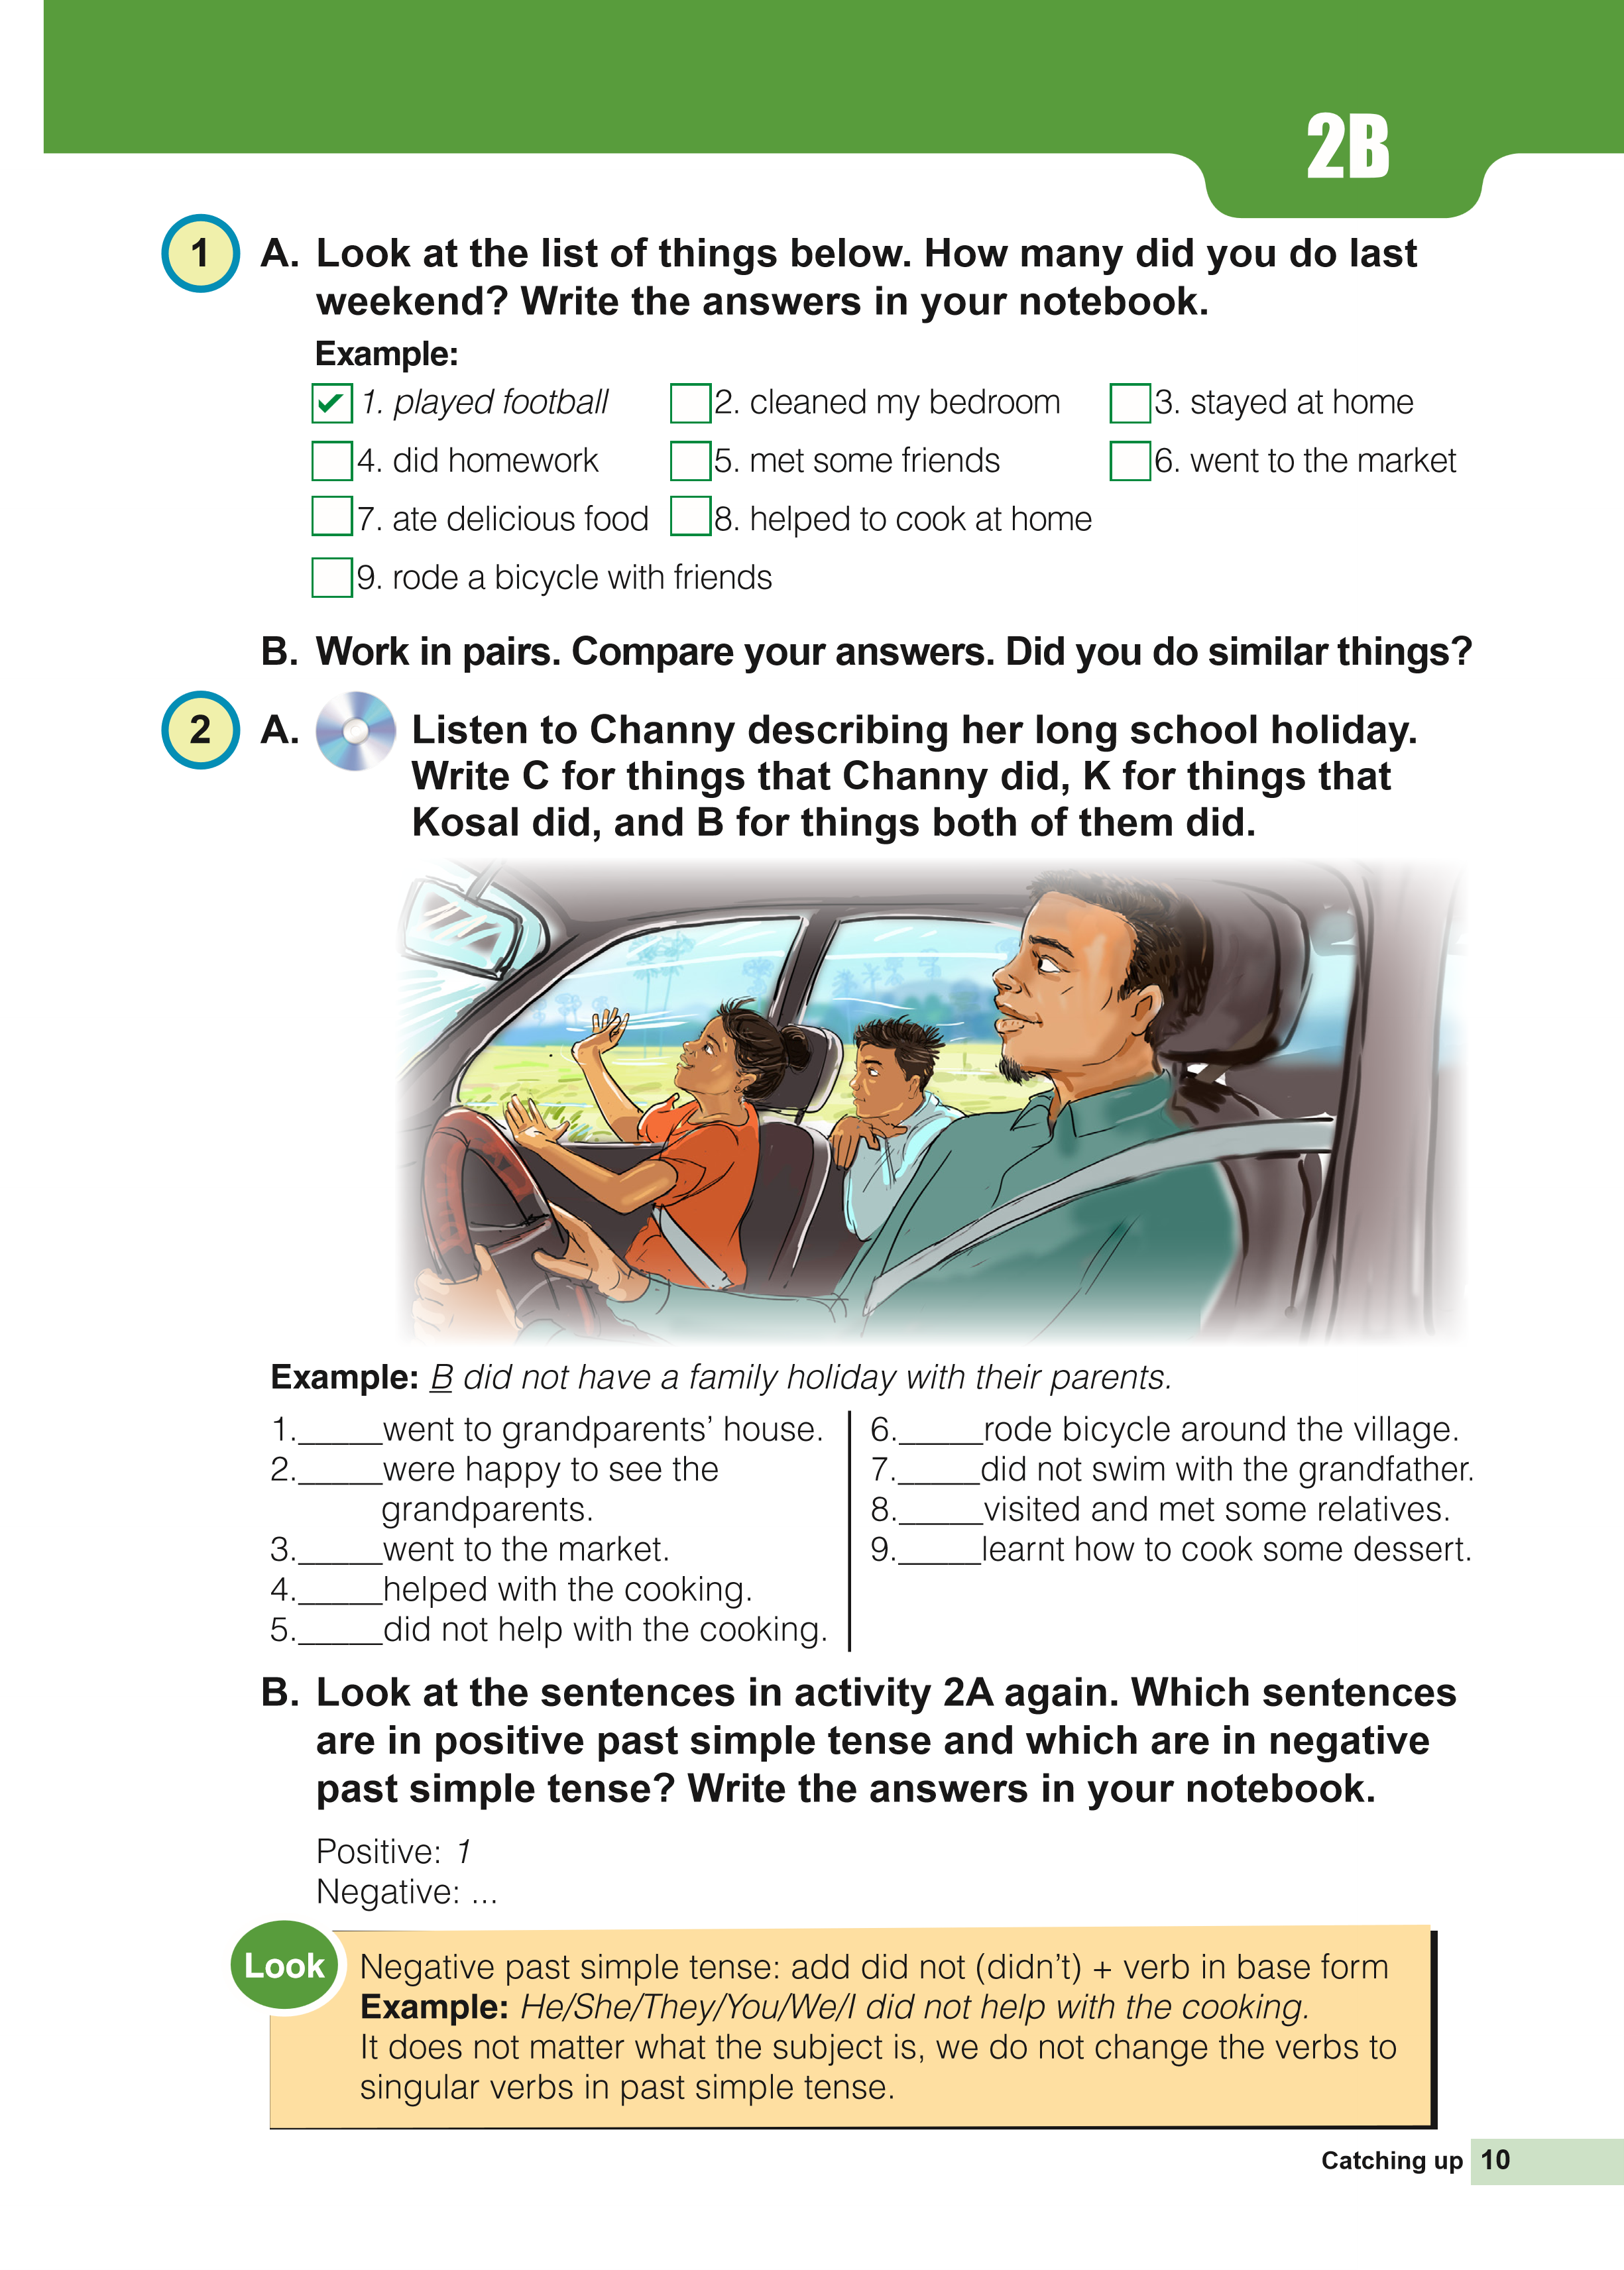 2B
1 A. Look at the list of things below. How many did you do last
weekend? Write the answers in your notebook.
Example:
1. played football 2. cleaned my bedroom 3. stayed at home
4. did homework 5. met some friends 6. went to the market
7. ate delicious food 8. helped to cook at home
9. rode a bicycle with friends
B. Work in pairs. Compare your answers. Did you do similar things?
2 A. Listen to Channy describing her long school holiday.
Write C for things that Channy did, K for things that
Kosal did, and B for things both of them did.
Example: B did not have a family holiday with their parents.
1._____went to grandparents’ house.
2._____were happy to see the
grandparents.
3._____went to the market.
4._____helped with the cooking.
5._____did not help with the cooking.
6._____rode bicycle around the village.
7._____did not swim with the grandfather.
8._____visited and met some relatives.
9._____learnt how to cook some dessert.
B. Look at the sentences in activity 2A again. Which sentences
are in positive past simple tense and which are in negative
past simple tense? Write the answers in your notebook.
Positive: 1
Negative: ...
Look
Negative past simple tense: add did not (didn’t) + verb in base form
Example: He/She/They/You/We/I did not help with the cooking.
It does not matter what the subject is, we do not change the verbs to
singular verbs in past simple tense.
Catching up 10